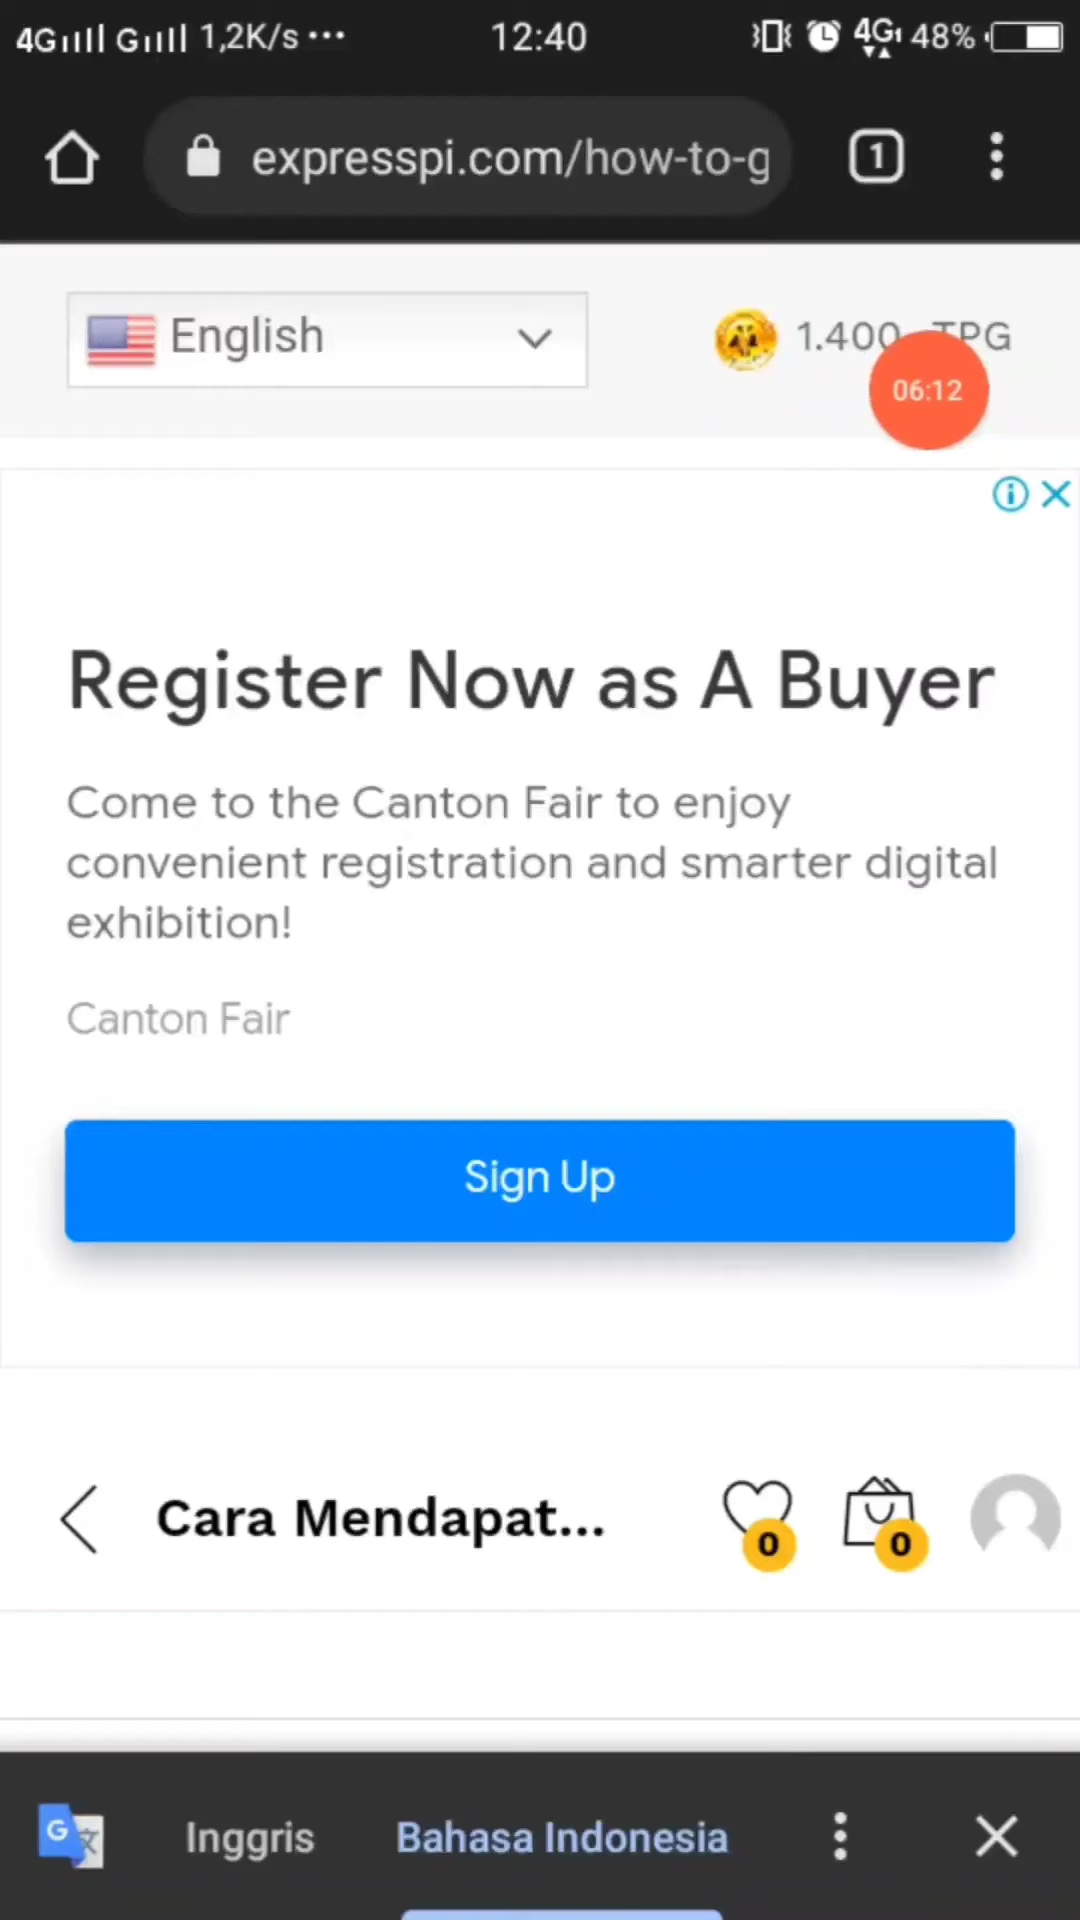 4G G 1,2K/s ... 12:40 4G 48%
expresspi.com/how-to-g 1
English 1.400 TPG
06:12
Register Now as A Buyer
Come to the Canton Fair to enjoy
convenient registration and smarter digital
exhibition!
Canton Fair
Sign Up
Cara Mendapat... 0 0
G 文 Inggris Bahasa Indonesia